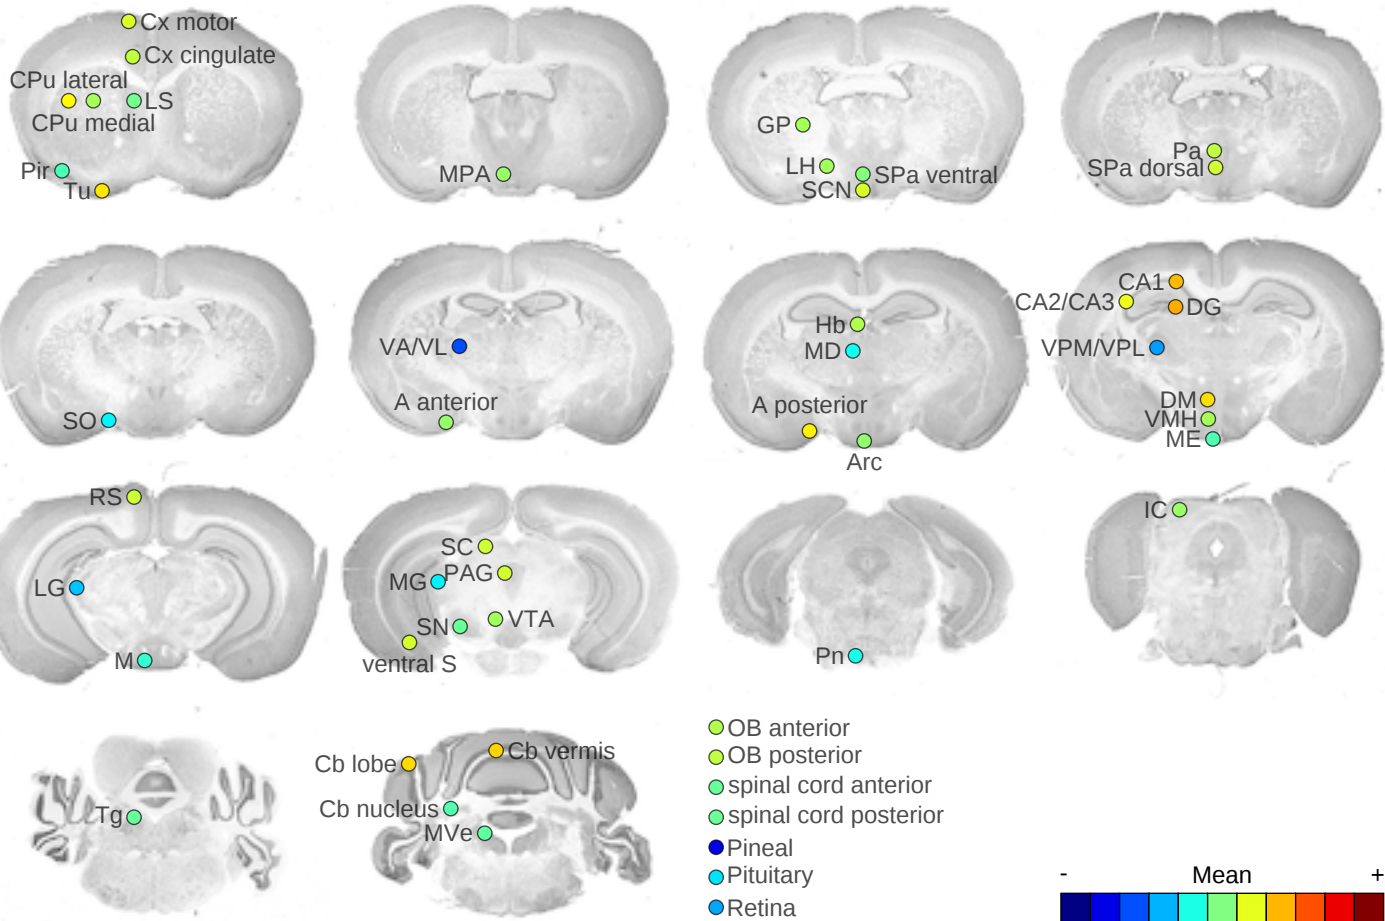 Cx motor
Cx cingulate
CPu lateral
LS
CPu medial
Pir
Tu
MPA
GP
LH
SPa ventral
SCN
Pa
SPa dorsal
SO
VA/VL
A anterior
Hb
MD
A posterior
Arc
CA1
CA2/CA3
DG
VPM/VPL
DM
VMH
ME
RS
LG
M
SC
PAG
MG
VTA
SN
ventral S
Pn
IC
Tg
Cb vermis
Cb lobe
Cb nucleus
MVe
OB anterior
OB posterior
spinal cord anterior
spinal cord posterior
Pineal
Pituitary
Retina
- Mean +